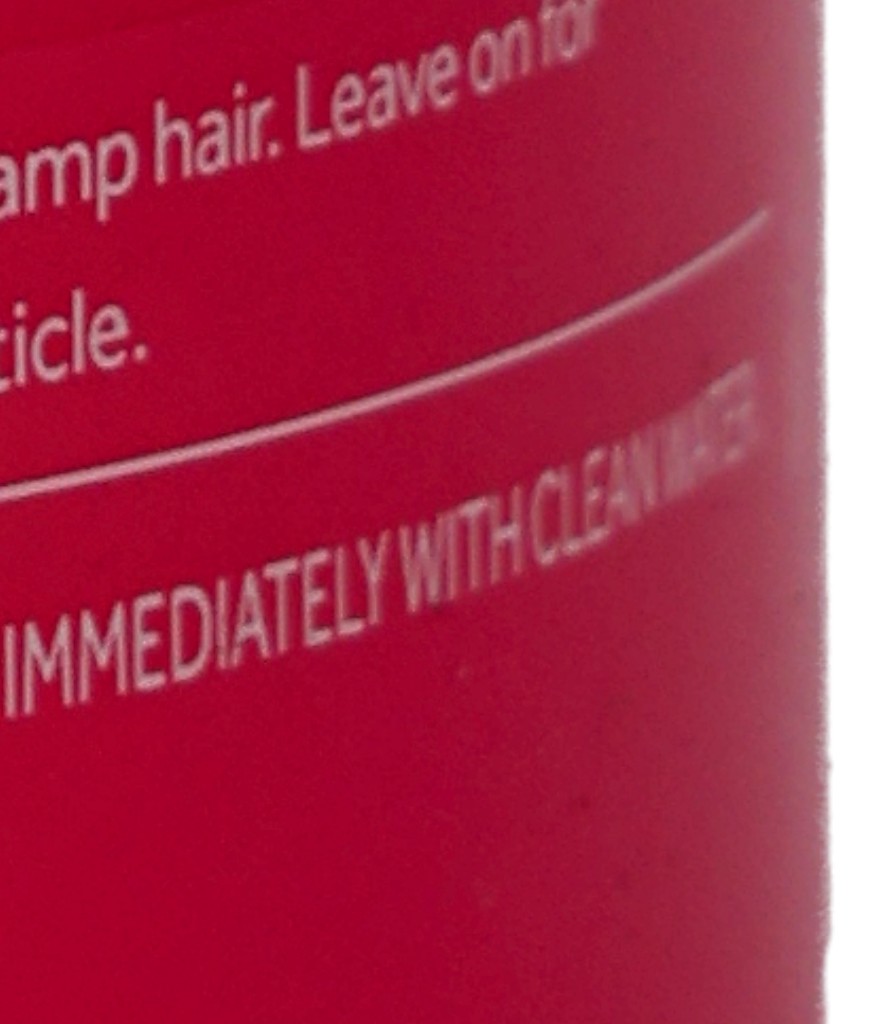 amp hair. Leave on for
ticle.
IMMEDIATELY WITH CLEAN WATER